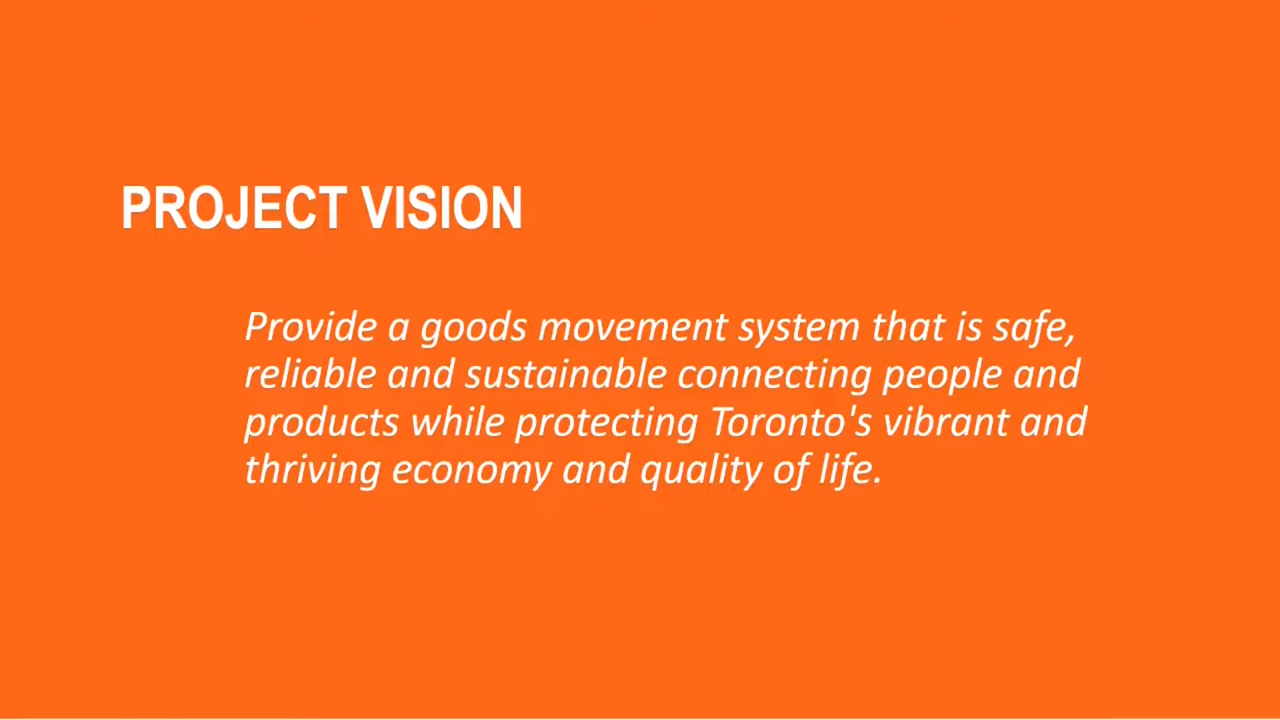 PROJECT VISION
Provide a goods movement system that is safe,
reliable and sustainable connecting people and
products while protecting Toronto's vibrant and
thriving economy and quality of life.